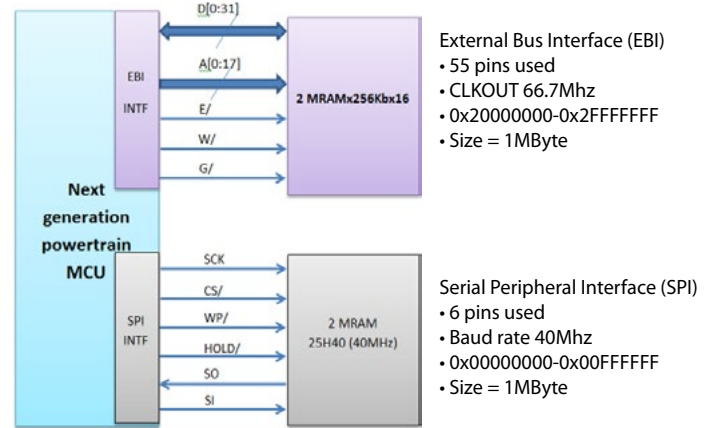 D[0:31]
A[0:17]
EBI
INTF
E/
W/
G/
2 MRAMx256Kbx16
External Bus Interface (EBI)
• 55 pins used
• CLKOUT 66.7Mhz
• 0x20000000-0x2FFFFFFF
• Size = 1MByte
Next
generation
powertrain
MCU
SPI
INTF
SCK
CS/
WP/
HOLD/
SO
SI
2 MRAM
25H40 (40MHz)
Serial Peripheral Interface (SPI)
• 6 pins used
• Baud rate 40Mhz
• 0x00000000-0x00FFFFFF
• Size = 1MByte